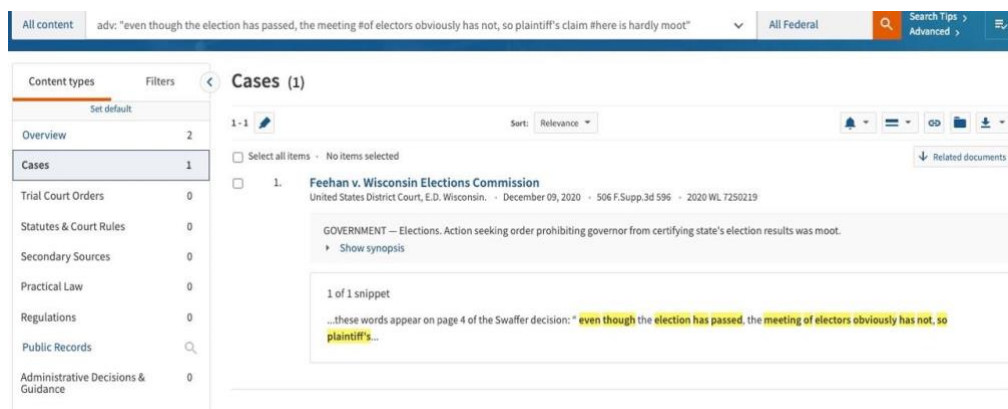 All content adv: "even though the election has passed, the meeting #of electors obviously has not, so plaintiff's claim #here is hardly moot" All Federal Search Tips >
Advanced >
Content types Filters
Set default
Overview 2
Cases 1
Trial Court Orders 0
Statutes & Court Rules 0
Secondary Sources 0
Practical Law 0
Regulations 0
Public Records
Administrative Decisions & 0
Guidance
Cases (1)
1 - 1 Sort: Relevance
Select all items - No items selected Related documents
1. Feehan v. Wisconsin Elections Commission
United States District Court, E.D. Wisconsin. - December 09, 2020 - 506 F.Supp.3d 596 - 2020 WL 7250219
GOVERNMENT — Elections. Action seeking order prohibiting governor from certifying state's election results was moot.
Show synopsis
1 of 1 snippet
...these words appear on page 4 of the Swaffer decision: " even though the election has passed, the meeting of electors obviously has not, so
plaintiff's...